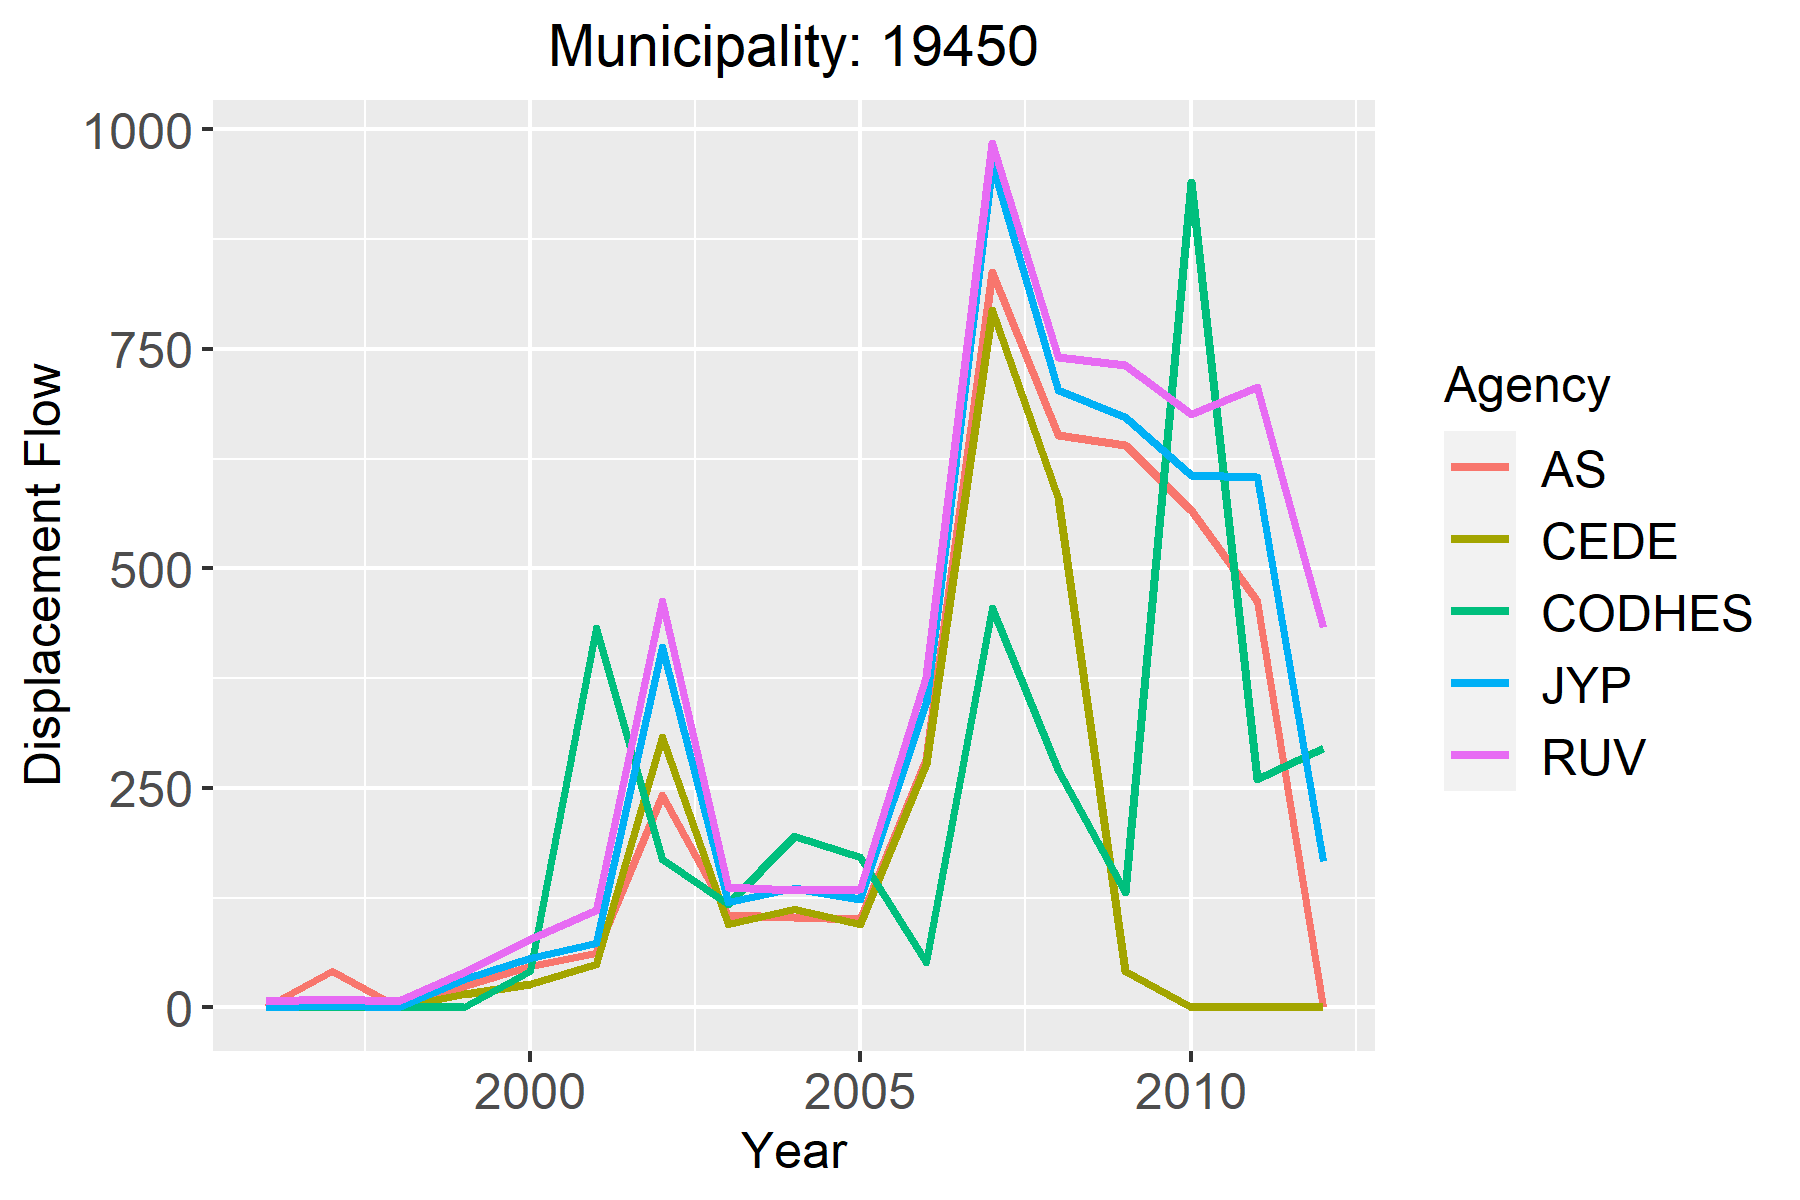 Municipality: 19450
1000
750
500
250
0
Displacement Flow
2000 2005 2010
Year
Agency
AS
CEDE
CODHES
JYP
RUV